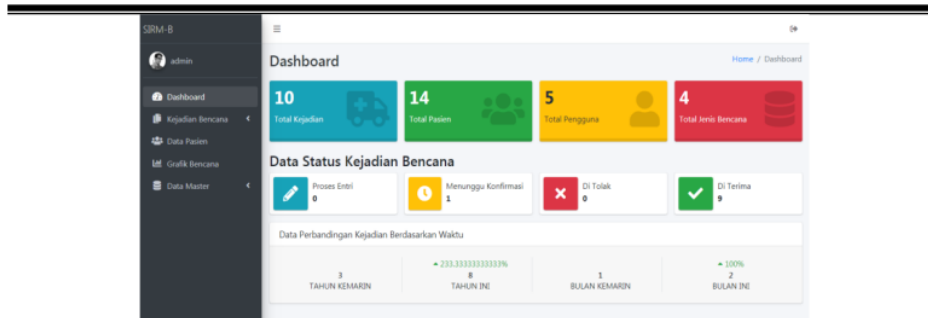 SIRM-B
admin
Dashboard
Kejadian Bencana
Data Pasien
Grafik Bencana
Data Master
Dashboard
Home / Dashboard
10
Total Kejadian
14
Total Pasien
5
Total Pengguna
4
Total Jenis Bencana
Data Status Kejadian Bencana
Proses Entri
0
Menunggu Konfirmasi
1
Di Tolak
0
Di Terima
9
Data Perbandingan Kejadian Berdasarkan Waktu
3
TAHUN KEMARIN
233.33333333333%
8
TAHUN INI
1
BULAN KEMARIN
100%
2
BULAN INI